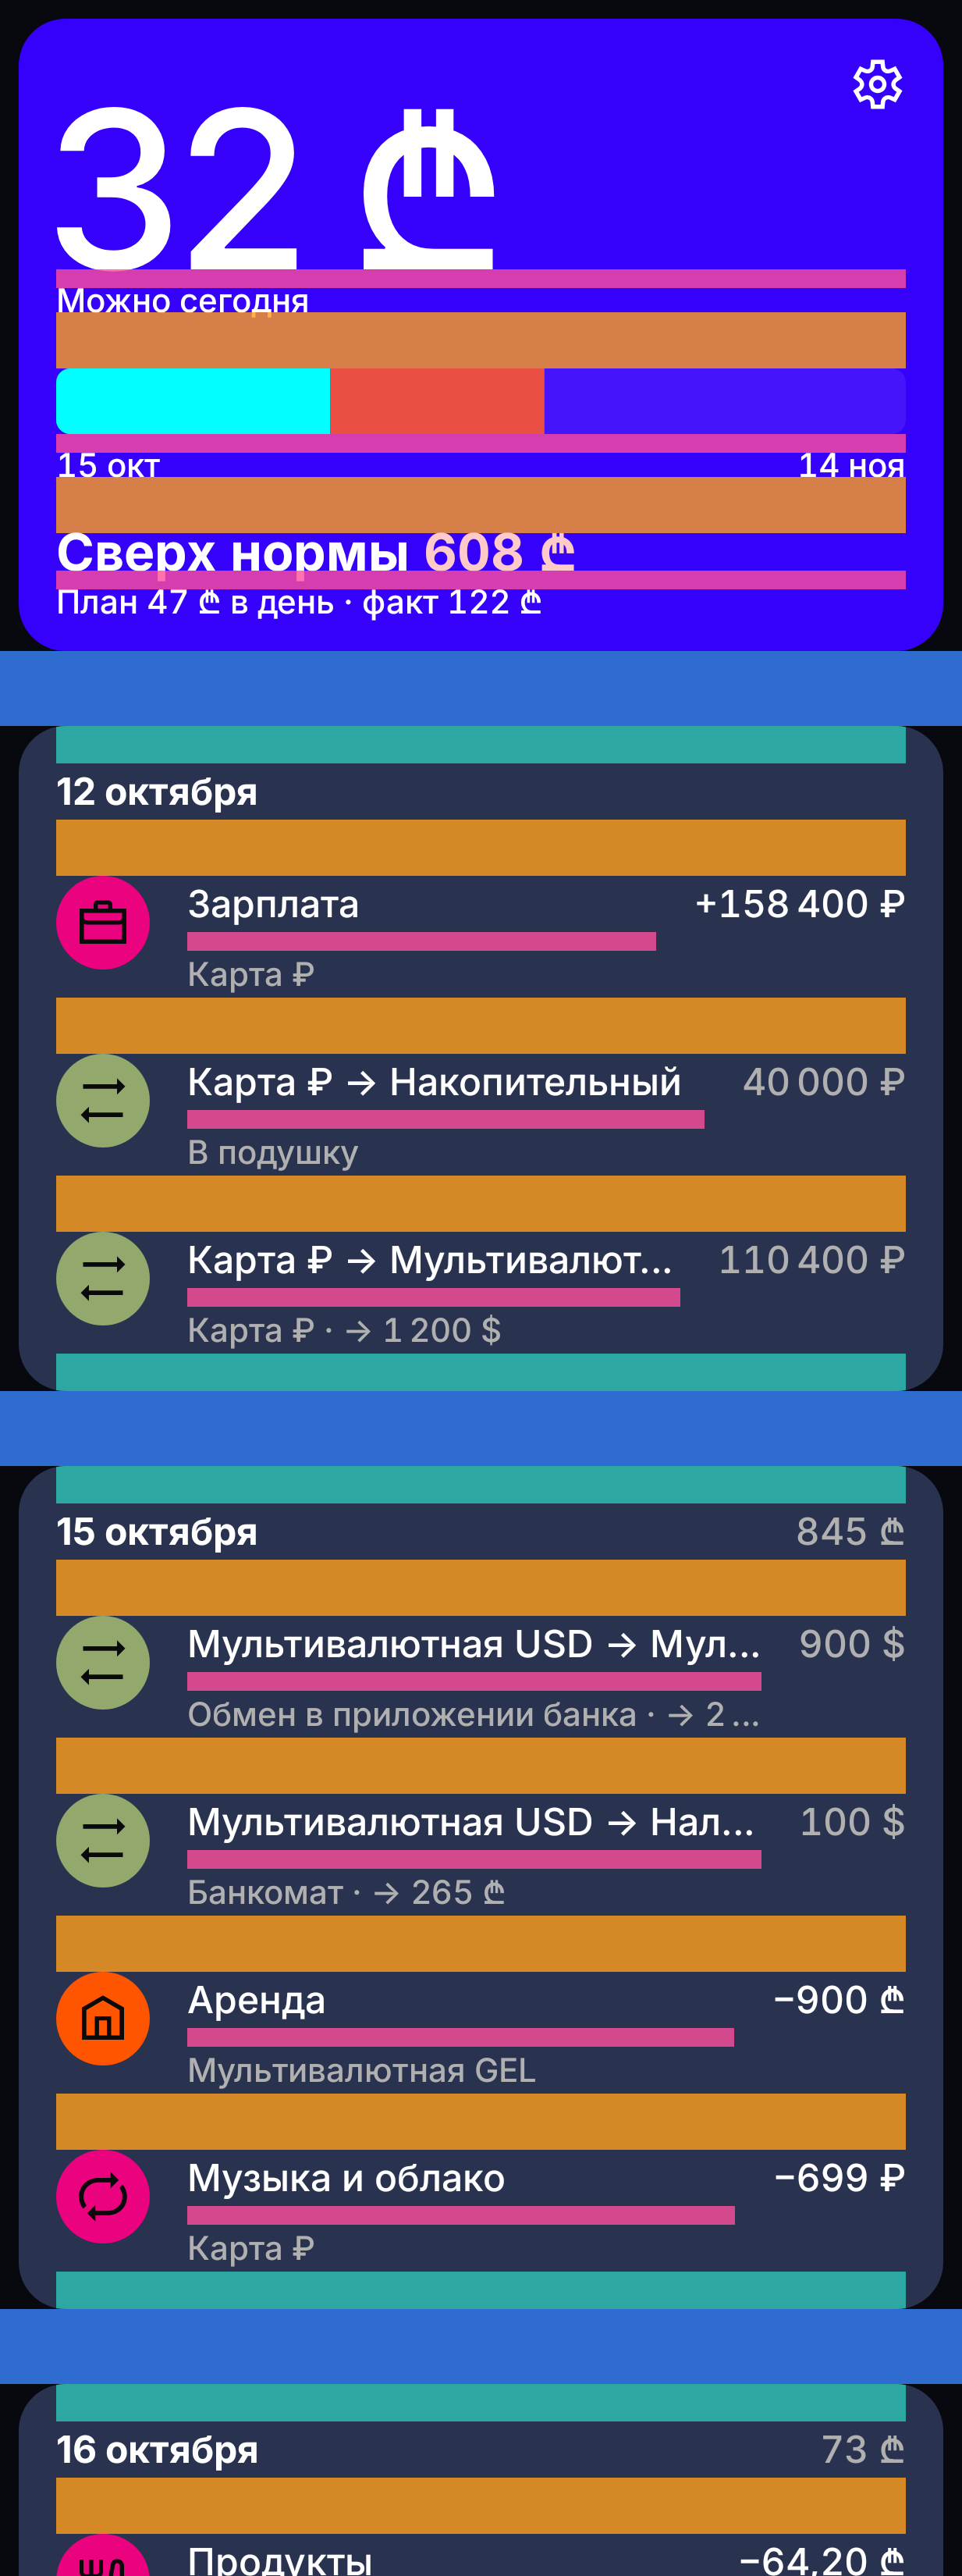 32 ₾
Можно сегодня
15 окт 14 ноя
Сверх нормы 608 ₾
План 47 ₾ в день · факт 122 ₾
12 октября
Зарплата +158 400 ₽
Карта ₽
Карта ₽ → Накопительный 40 000 ₽
В подушку
Карта ₽ → Мультивалют... 110 400 ₽
Карта ₽ · → 1 200 $
15 октября 845 ₾
Мультивалютная USD → Мул... 900 $
Обмен в приложении банка · → 2 ...
Мультивалютная USD → Нал... 100 $
Банкомат · → 265 ₾
Аренда −900 ₾
Мультивалютная GEL
Музыка и облако −699 ₽
Карта ₽
16 октября 73 ₾
Продукты −64,20 ₾